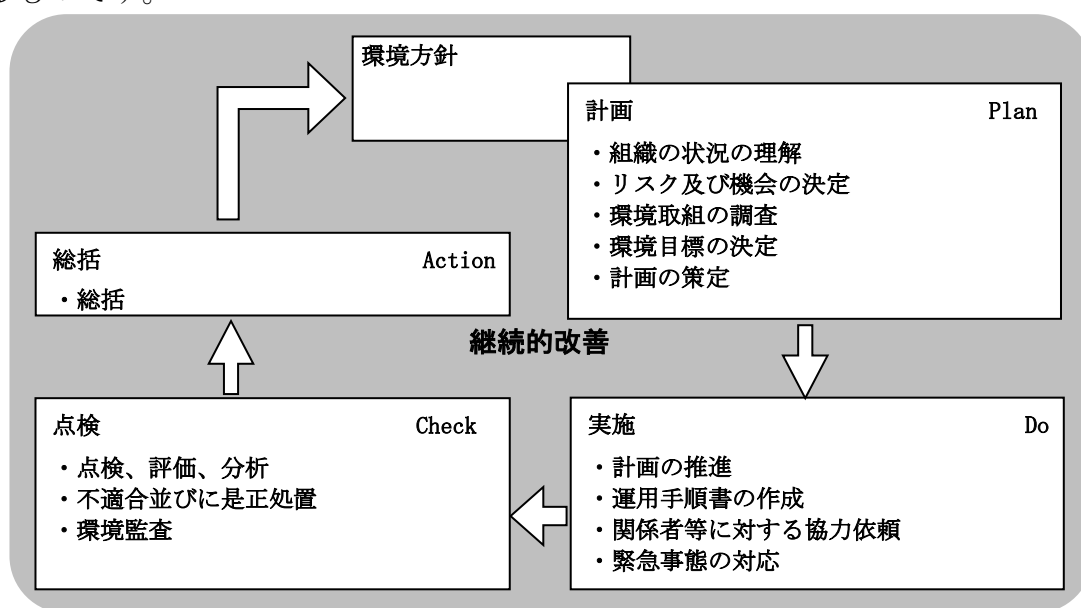 環境方針
計画 Plan
・組織の状況の理解
・リスク及び機会の決定
・環境取組の調査
・環境目標の決定
・計画の策定
総括 Action
・総括
継続的改善
点検 Check
・点検、評価、分析
・不適合並びに是正処置
・環境監査
実施 Do
・計画の推進
・運用手順書の作成
・関係者等に対する協力依頼
・緊急事態の対応